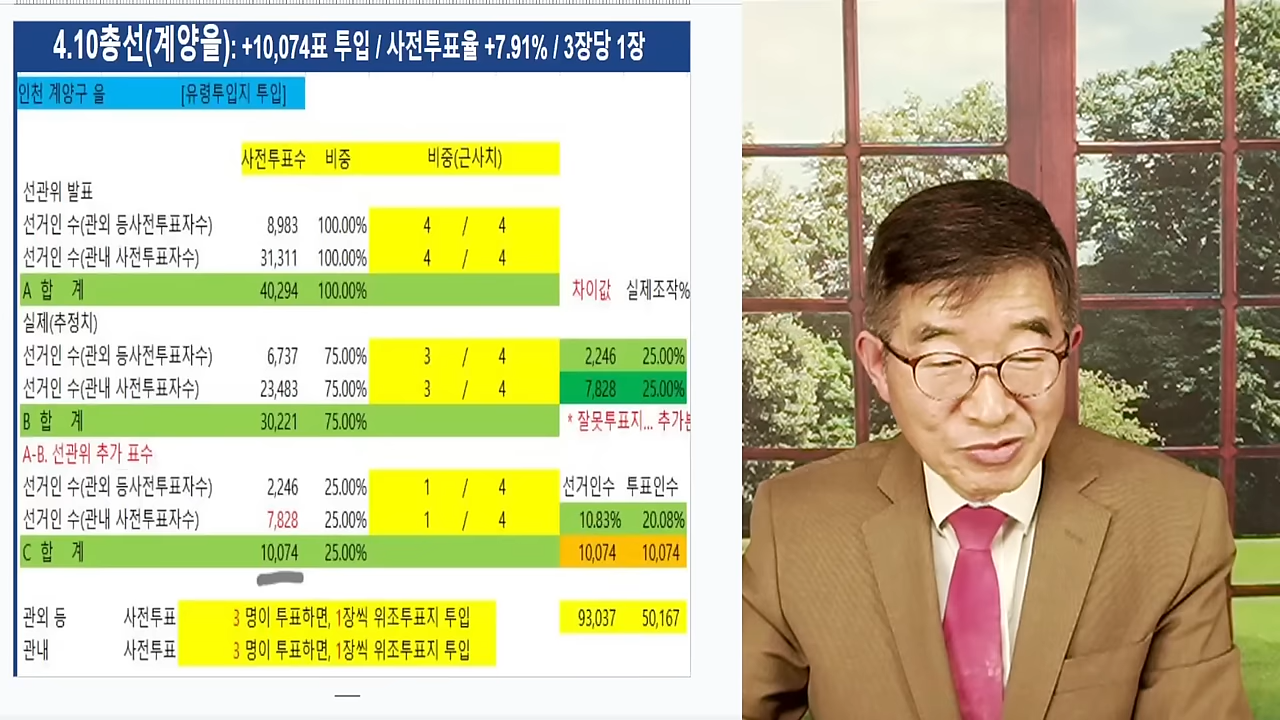 4.10총선(계양을): +10,074표 투입 / 사전투표율 +7.91% / 3장당 1장
인천 계양구 을 [유령투입지 투입]
사전투표수 비중 비중(근사치)
선관위 발표
선거인 수(관외 등사전투표자수) 8,983 100.00% 4 / 4
선거인 수(관내 사전투표자수) 31,311 100.00% 4 / 4
A 합 계 40,294 100.00% 차이값 실제조작%
실제(추정치)
선거인 수(관외 등사전투표자수) 6,737 75.00% 3 / 4 2,246 25.00%
선거인 수(관내 사전투표자수) 23,483 75.00% 3 / 4 7,828 25.00%
B 합 계 30,221 75.00% * 잘못투표지... 추가
A-B. 선관위 추가 표수
선거인 수(관외 등사전투표자수) 2,246 25.00% 1 / 4 선거인수 투표인수
선거인 수(관내 사전투표자수) 7,828 25.00% 1 / 4 10.83% 20.08%
C 합 계 10,074 25.00% 10,074 10,074
관외 등 사전투표 3 명이 투표하면, 1장씩 위조투표지 투입 93,037 50,167
관내 사전투표 3 명이 투표하면, 1장씩 위조투표지 투입